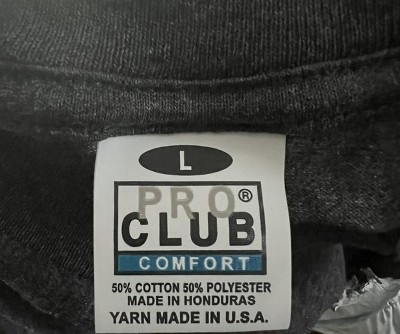 L
PRO®
CLUB
COMFORT
50% COTTON 50% POLYESTER
MADE IN HONDURAS
YARN MADE IN U.S.A.